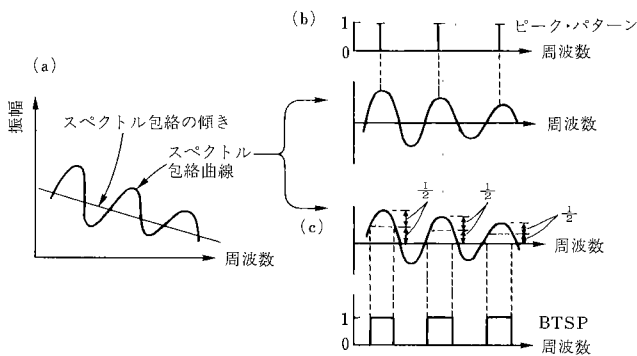 (a)
振幅
スペクトル包絡の傾き
スペクトル
包絡曲線
周波数
(b)
1
0
ピーク・パターン
周波数
周波数
(c)
1/2
1/2
1/2
周波数
1
0
BTSP
周波数